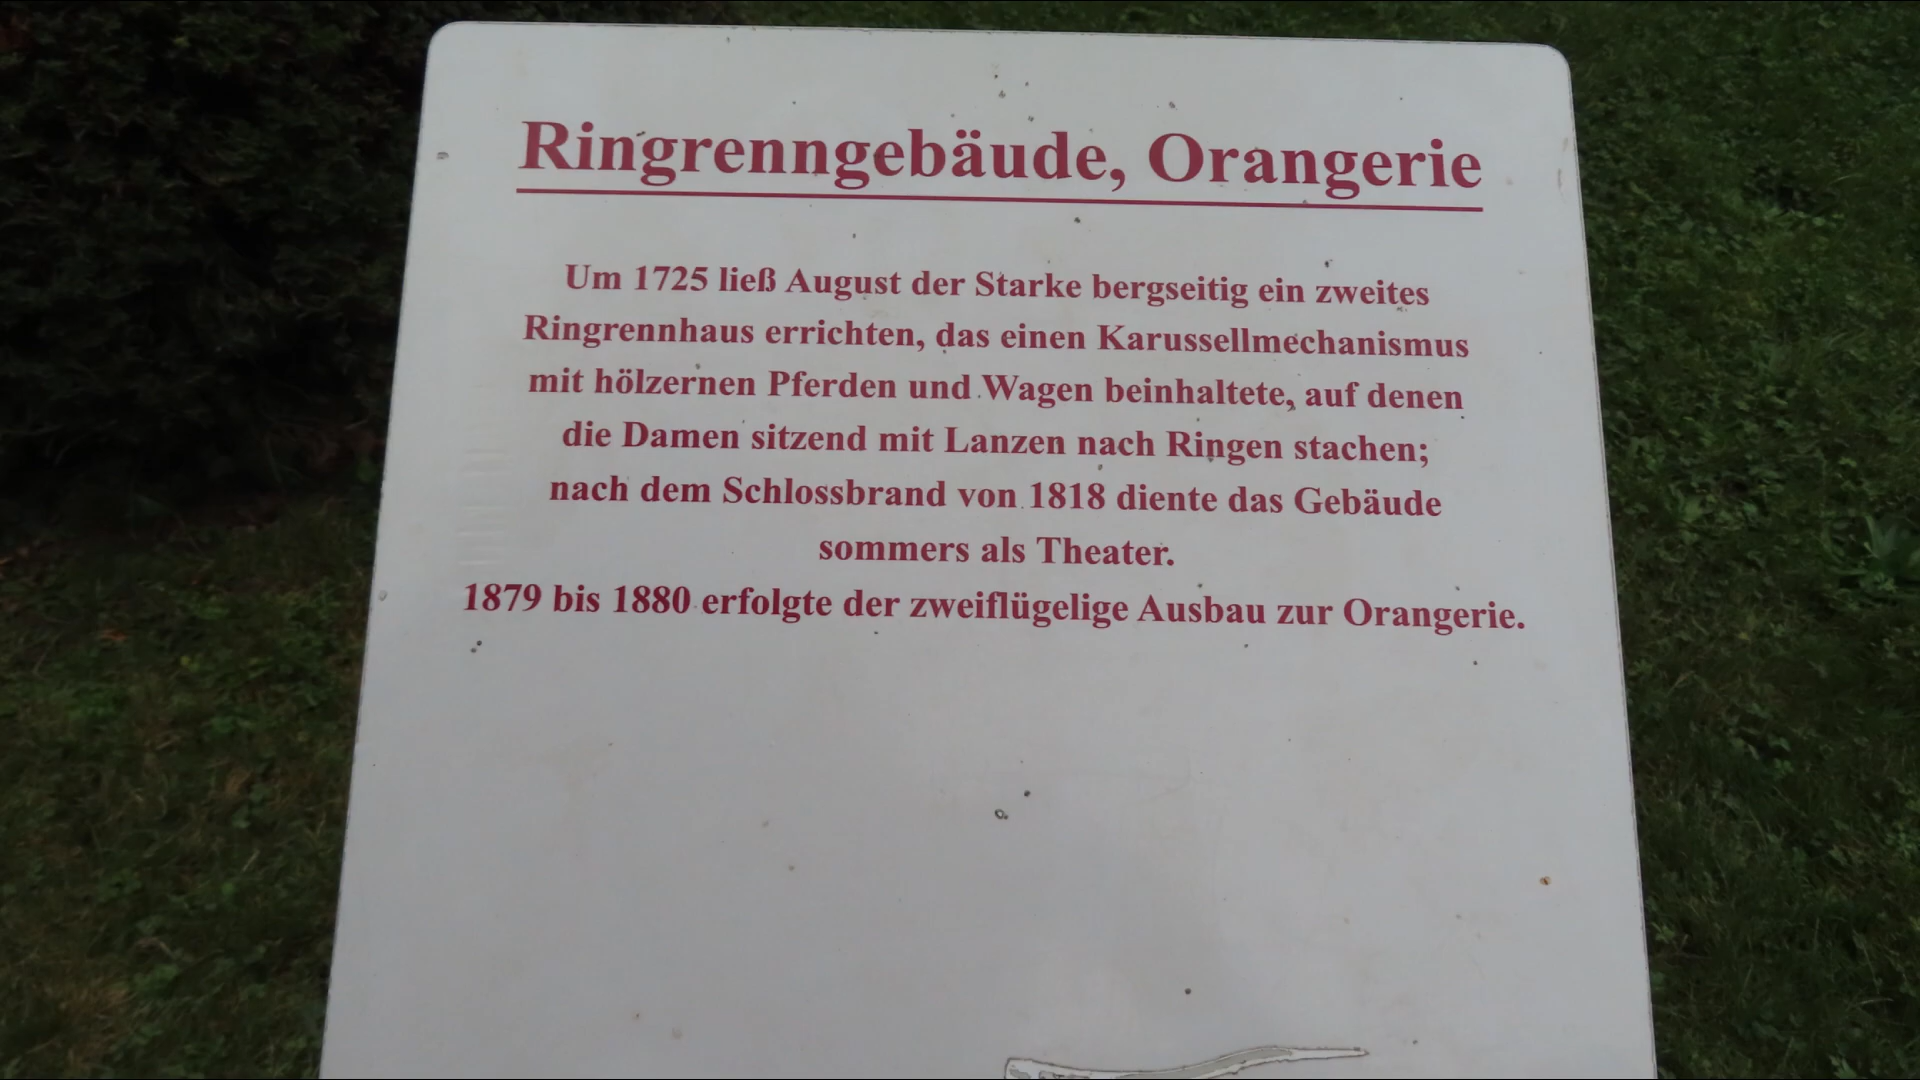 Ringrenngebäude, Orangerie
Um 1725 ließ August der Starke bergseitig ein zweites
Ringrennhaus errichten, das einen Karussellmechanismus
mit hölzernen Pferden und Wagen beinhaltete, auf denen
die Damen sitzend mit Lanzen nach Ringen stachen;
nach dem Schlossbrand von 1818 diente das Gebäude
sommers als Theater.
1879 bis 1880 erfolgte der zweiflügelige Ausbau zur Orangerie.